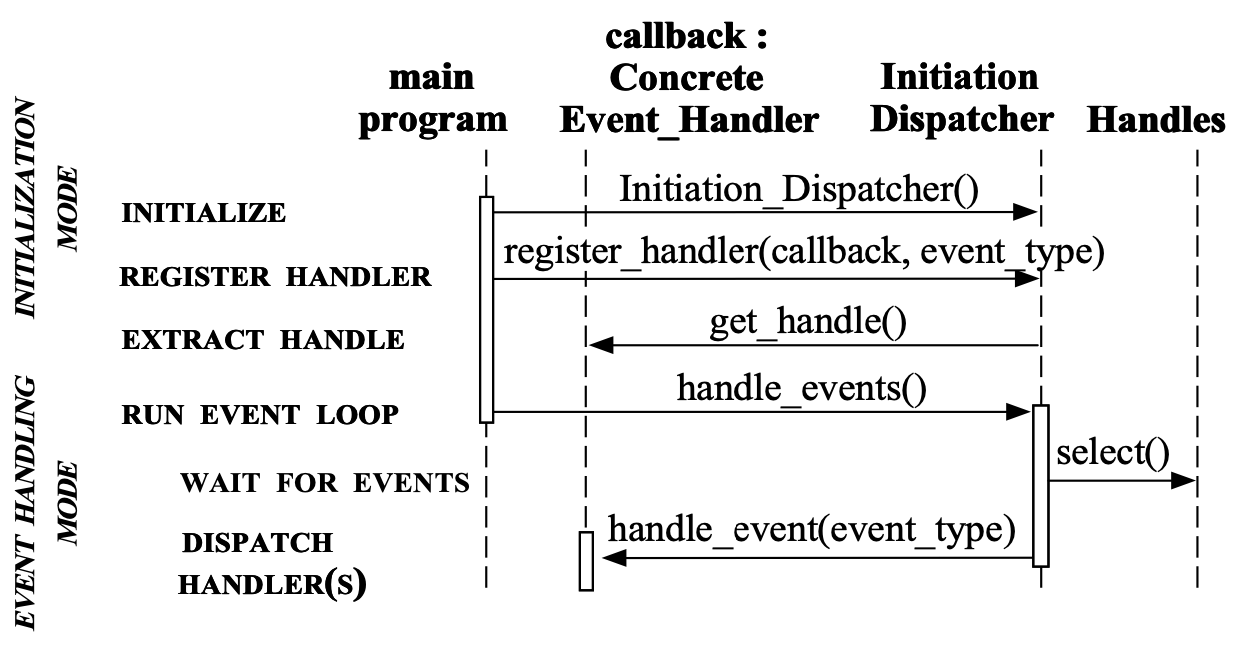 callback :
main Concrete Initiation
program Event_Handler Dispatcher Handles
INITIALIZATION
MODE
INITIALIZE Initiation_Dispatcher()
REGISTER HANDLER register_handler(callback, event_type)
EXTRACT HANDLE get_handle()
EVENT HANDLING
MODE
RUN EVENT LOOP handle_events()
WAIT FOR EVENTS select()
DISPATCH handle_event(event_type)
HANDLER(S)